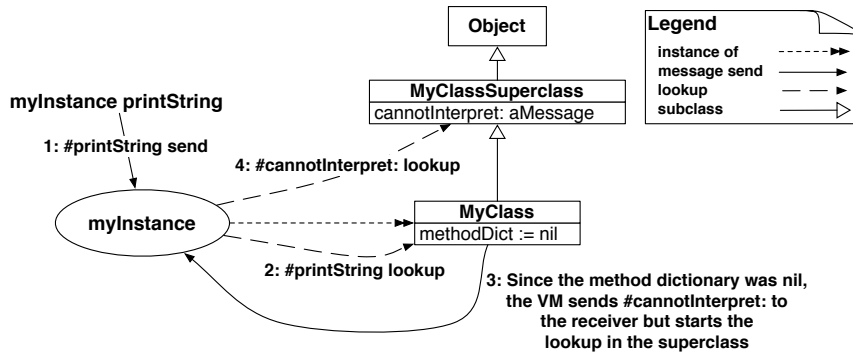 Object
Legend
instance of
message send
lookup
subclass
MyClassSuperclass
cannotInterpret: aMessage
myInstance printString
1: #printString send
4: #cannotInterpret: lookup
myInstance
MyClass
methodDict := nil
2: #printString lookup
3: Since the method dictionary was nil,
the VM sends #cannotInterpret: to
the receiver but starts the
lookup in the superclass